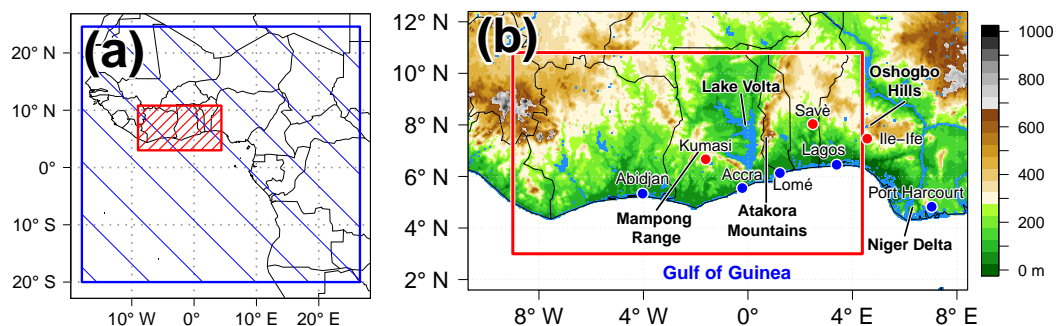 (a)
20° N
10° N
0°
10° S
20° S
10° W
0°
10° E
20° E
(b)
12° N
10° N
8° N
6° N
4° N
2° N
8° W
4° W
0°
4° E
8° E
Oshogbo
Hills
Lake Volta
Savè
Ile−Ife
Kumasi
Lagos
Abidjan
Accra
Lomé
Port Harcourt
Mampong
Range
Atakora
Mountains
Niger Delta
Gulf of Guinea
1000
800
600
400
200
0 m